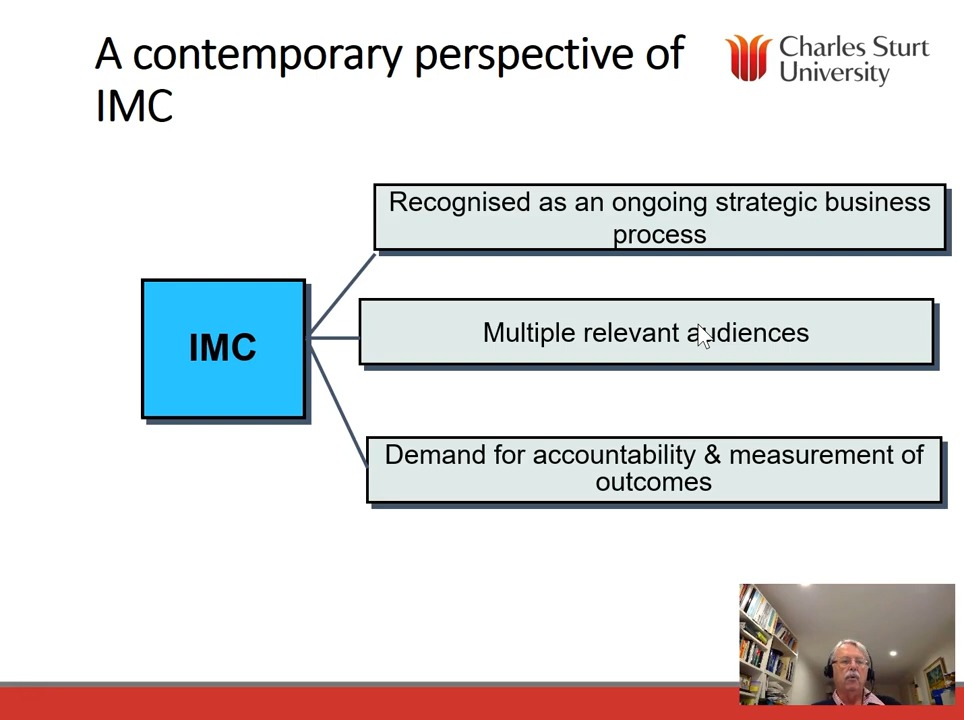 A contemporary perspective of
IMC
Charles Sturt
University
Recognised as an ongoing strategic business
process
IMC
Multiple relevant audiences
Demand for accountability & measurement of
outcomes